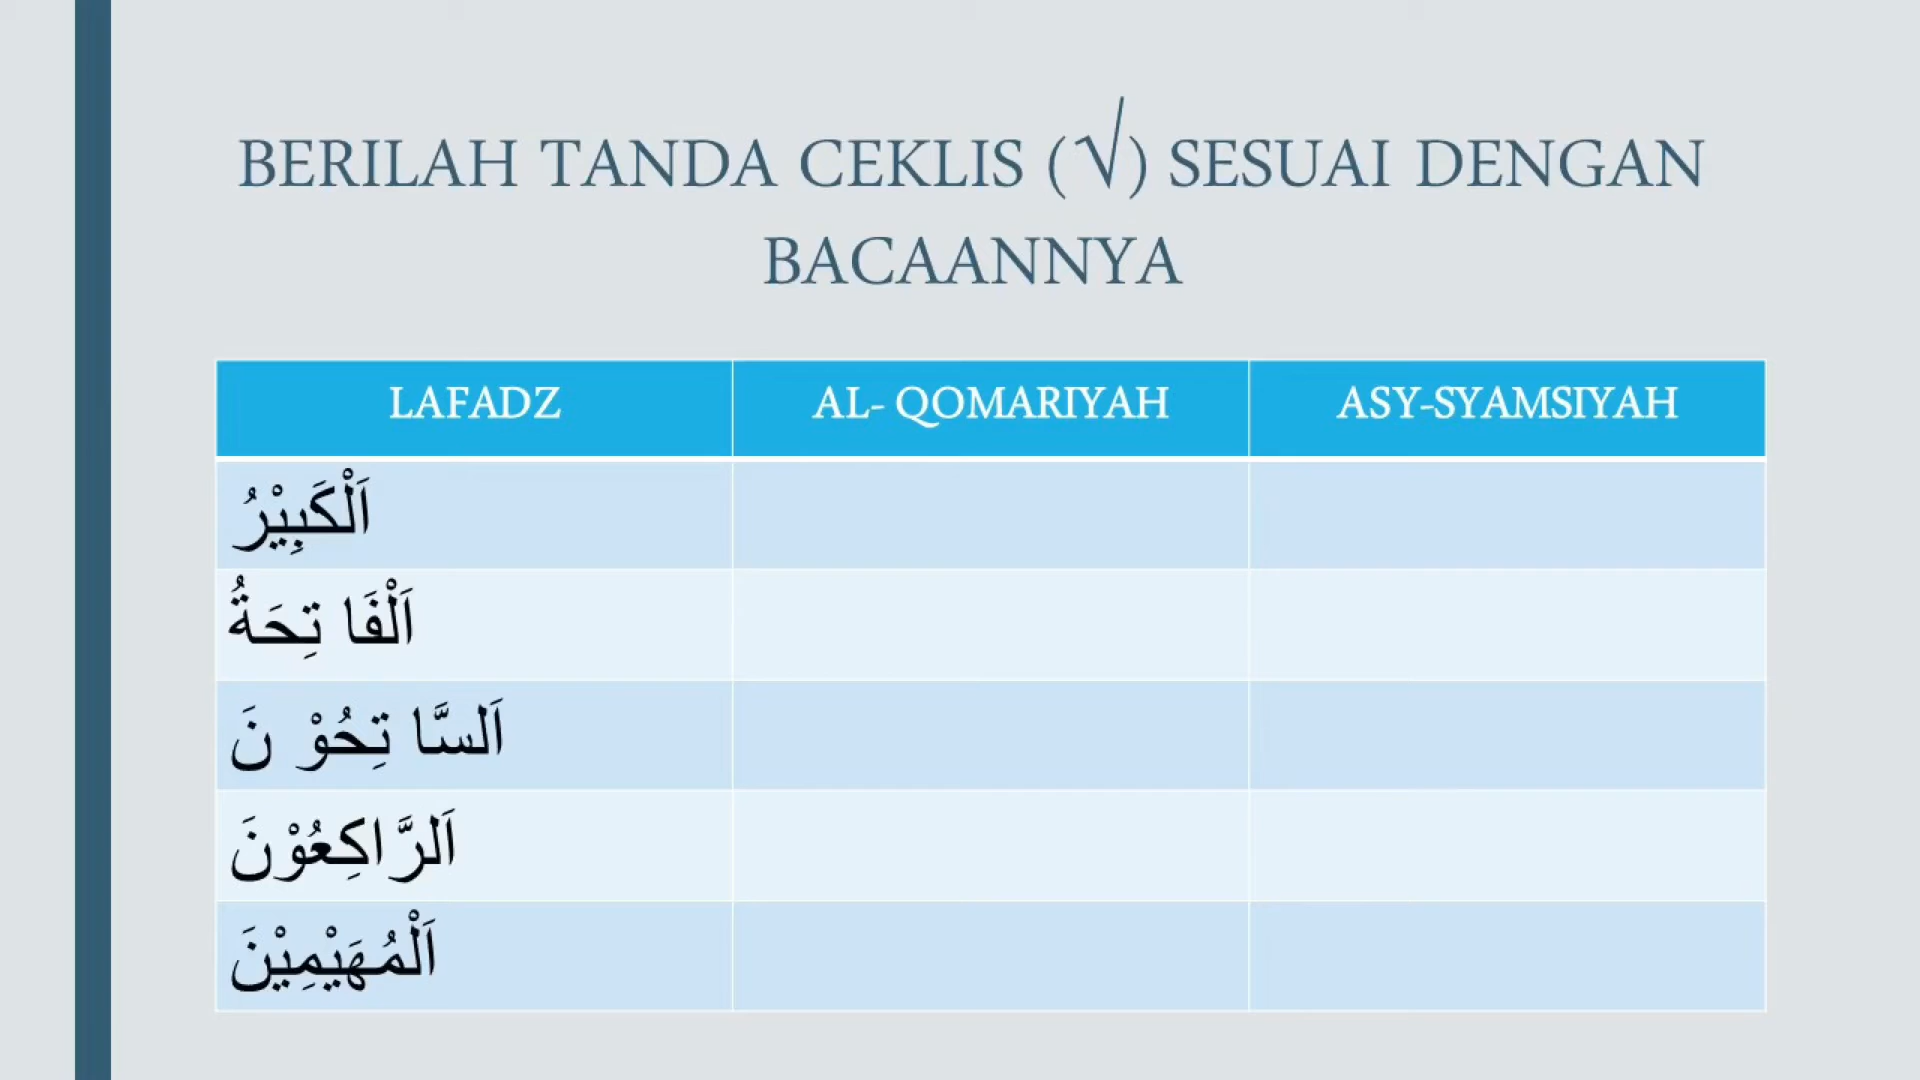 BERILAH TANDA CEKLIS (√) SESUAI DENGAN
BACAANNYA
LAFADZ AL- QOMARIYAH ASY-SYAMSIYAH
اَلْكَبِيْرُ
اَلْفَا تِحَةُ
اَلسَّا تِحُوْ نَ
اَلرَّاكِعُوْنَ
اَلْمُهَيْمِيْنَ